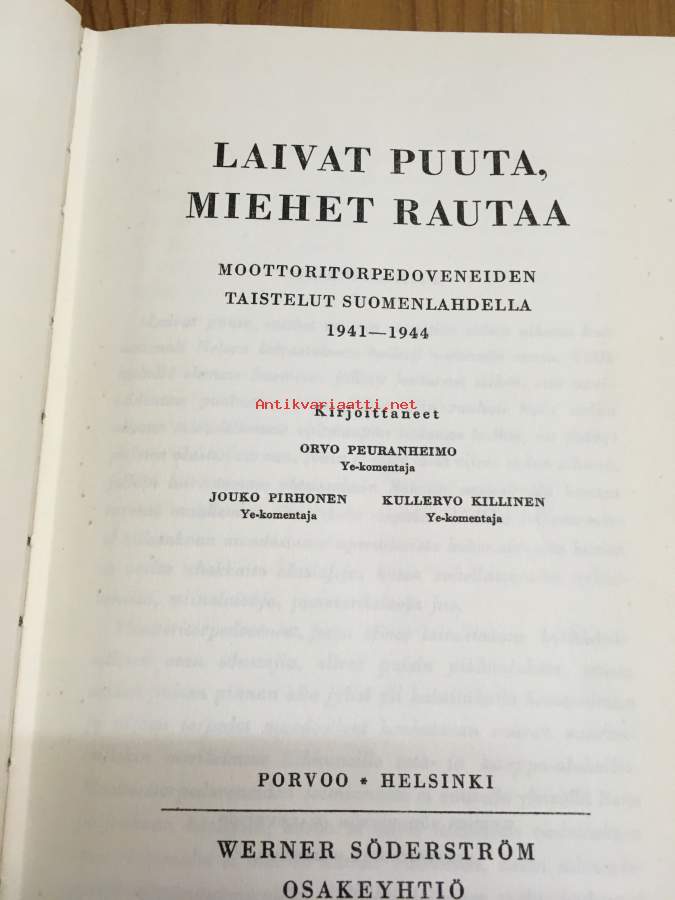 LAIVAT PUUTA,
MIEHET RAUTAA
MOOTTORITORPEDOVENEIDEN
TAISTELUT SUOMENLAHDELLA
1941—1944
Antikvariaatti.net
Kirjoittaneet
ORVO PEURANHEIMO
Ye-komentaja
JOUKO PIRHONEN KULLERVO KILLINEN
Ye-komentaja Ye-komentaja
PORVOO * HELSINKI
WERNER SÖDERSTRÖM
OSAKEYHTIÖ